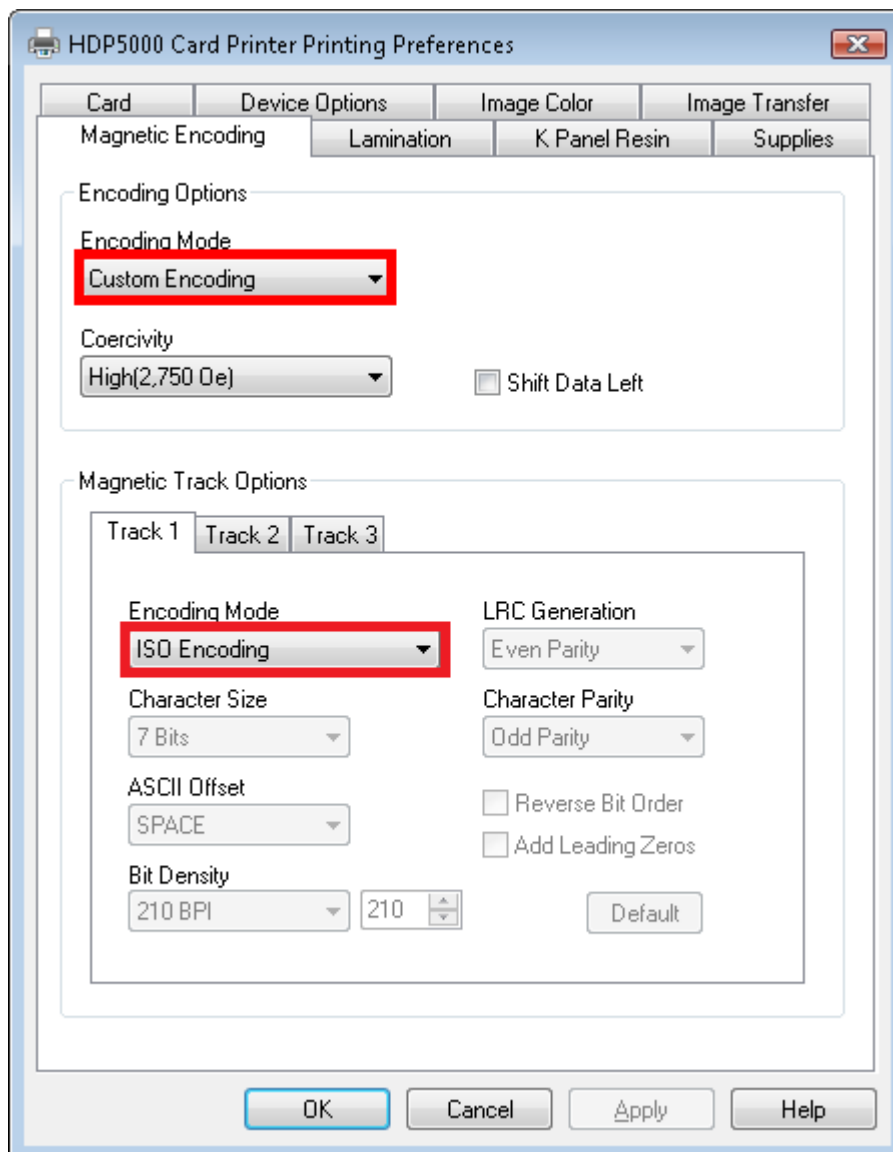 HDP5000 Card Printer Printing Preferences
Card Device Options Image Color Image Transfer
Magnetic Encoding Lamination K Panel Resin Supplies
Encoding Options
Encoding Mode
Custom Encoding
Coercivity
High(2,750 Oe) Shift Data Left
Magnetic Track Options
Track 1 Track 2 Track 3
Encoding Mode LRC Generation
ISO Encoding Even Parity
Character Size Character Parity
7 Bits Odd Parity
ASCII Offset
SPACE Reverse Bit Order
Add Leading Zeros
Bit Density
210 BPI 210 Default
OK Cancel Apply Help